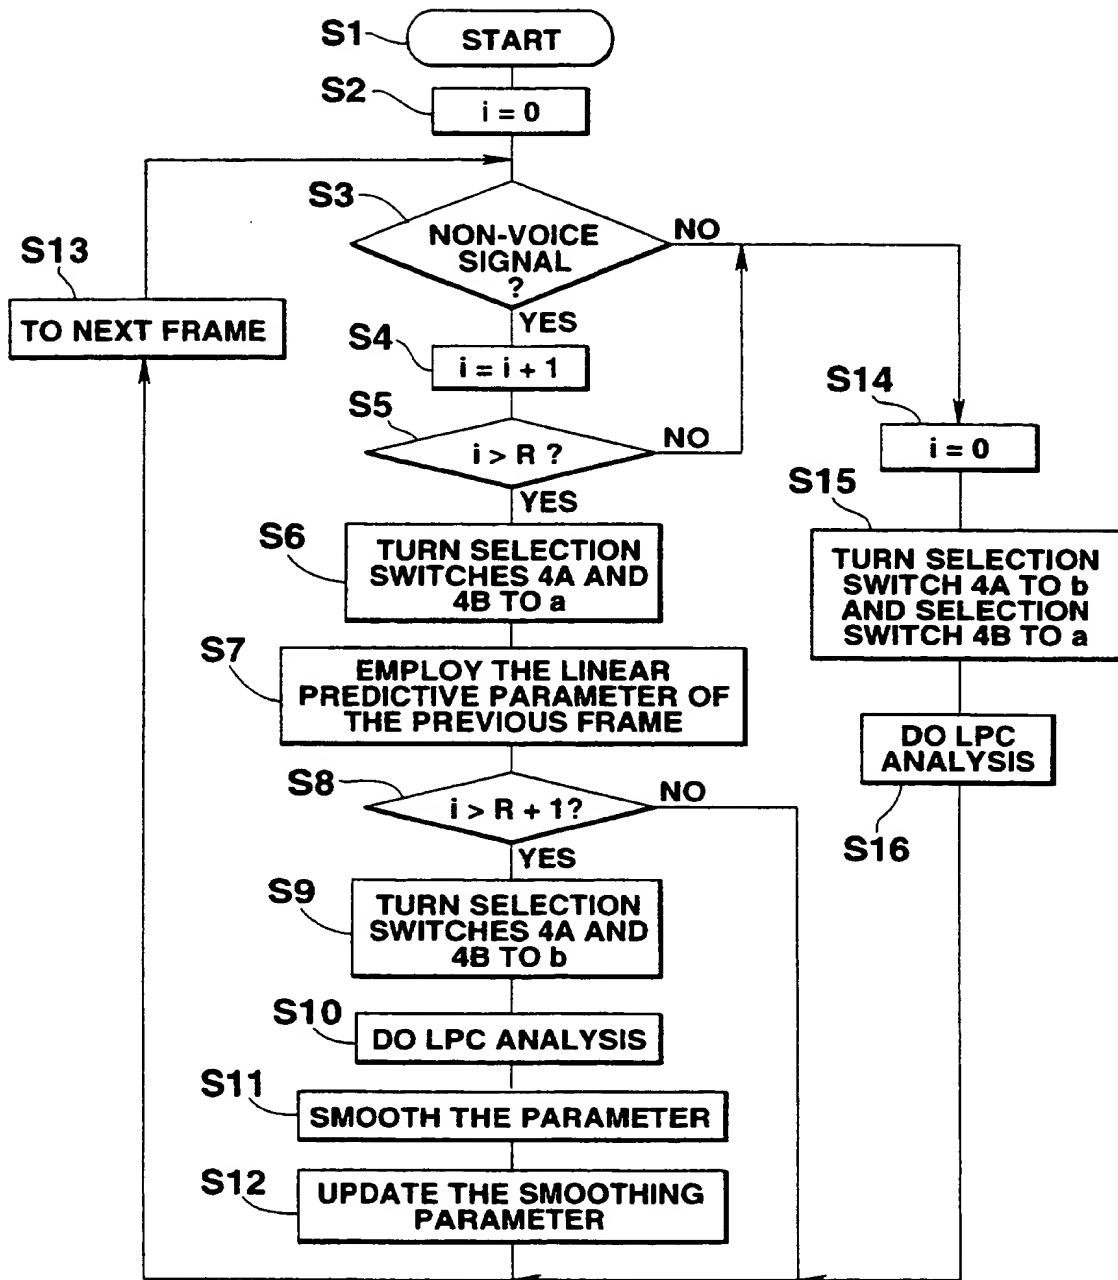 S1
START
S2
i = 0
S3
NON-VOICE
SIGNAL
?
NO
YES
S13
TO NEXT FRAME
S4
i = i + 1
S5
i > R ?
NO
YES
S14
i = 0
S15
TURN SELECTION
SWITCH 4A TO b
AND SELECTION
SWITCH 4B TO a
S6
TURN SELECTION
SWITCHES 4A AND
4B TO a
S7
EMPLOY THE LINEAR
PREDICTIVE PARAMETER OF
THE PREVIOUS FRAME
DO LPC
ANALYSIS
S16
S8
i > R + 1?
NO
YES
S9
TURN SELECTION
SWITCHES 4A AND
4B TO b
S10
DO LPC ANALYSIS
S11
SMOOTH THE PARAMETER
S12
UPDATE THE SMOOTHING
PARAMETER